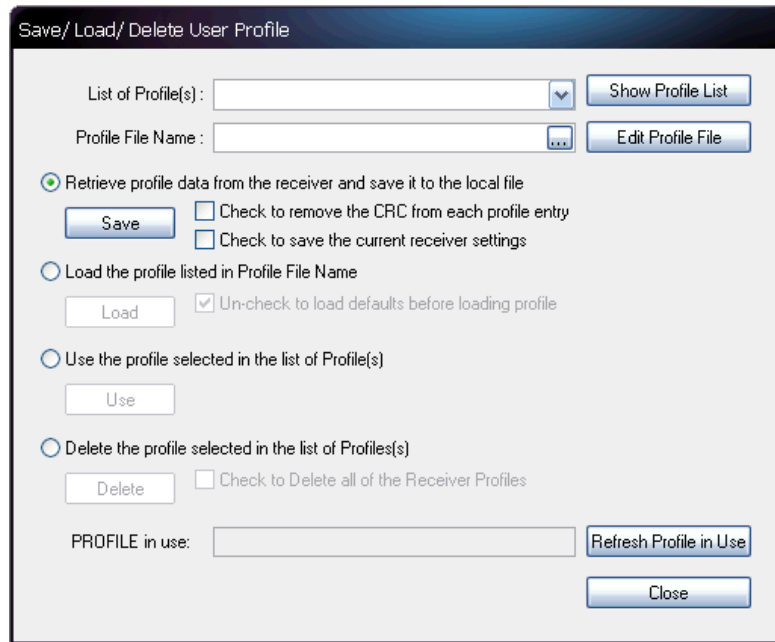 Save/ Load/ Delete User Profile
List of Profile(s) :
Show Profile List
Profile File Name :
...
Edit Profile File
Retrieve profile data from the receiver and save it to the local file
Save
Check to remove the CRC from each profile entry
Check to save the current receiver settings
Load the profile listed in Profile File Name
Load
Un-check to load defaults before loading profile
Use the profile selected in the list of Profile(s)
Use
Delete the profile selected in the list of Profiles(s)
Delete
Check to Delete all of the Receiver Profiles
PROFILE in use:
Refresh Profile in Use
Close